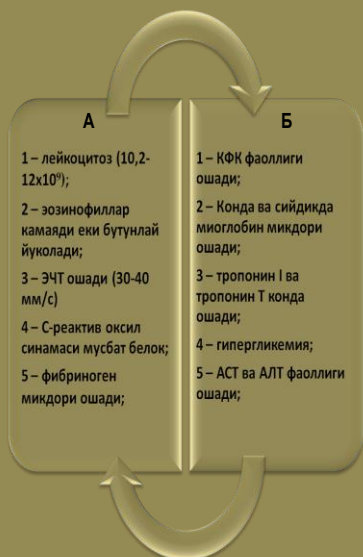 А
1 – лейкоцитоз (10,2-
12х10⁹);
2 – эозинофиллар
камаяди еки бутунлай
йуколади;
3 – ЭЧТ ошади (30-40
мм/с)
4 – С-реактив оксил
синамаси мусбат белок;
5 – фибриноген
микдори ошади;
Б
1 – КФК фаоллиги
ошади;
2 – Конда ва сийдикда
миоглобин микдори
ошади;
3 – тропонин I ва
тропонин Т конда
ошади;
4 – гипергликемия;
5 – АСТ ва АЛТ фаоллиги
ошади;